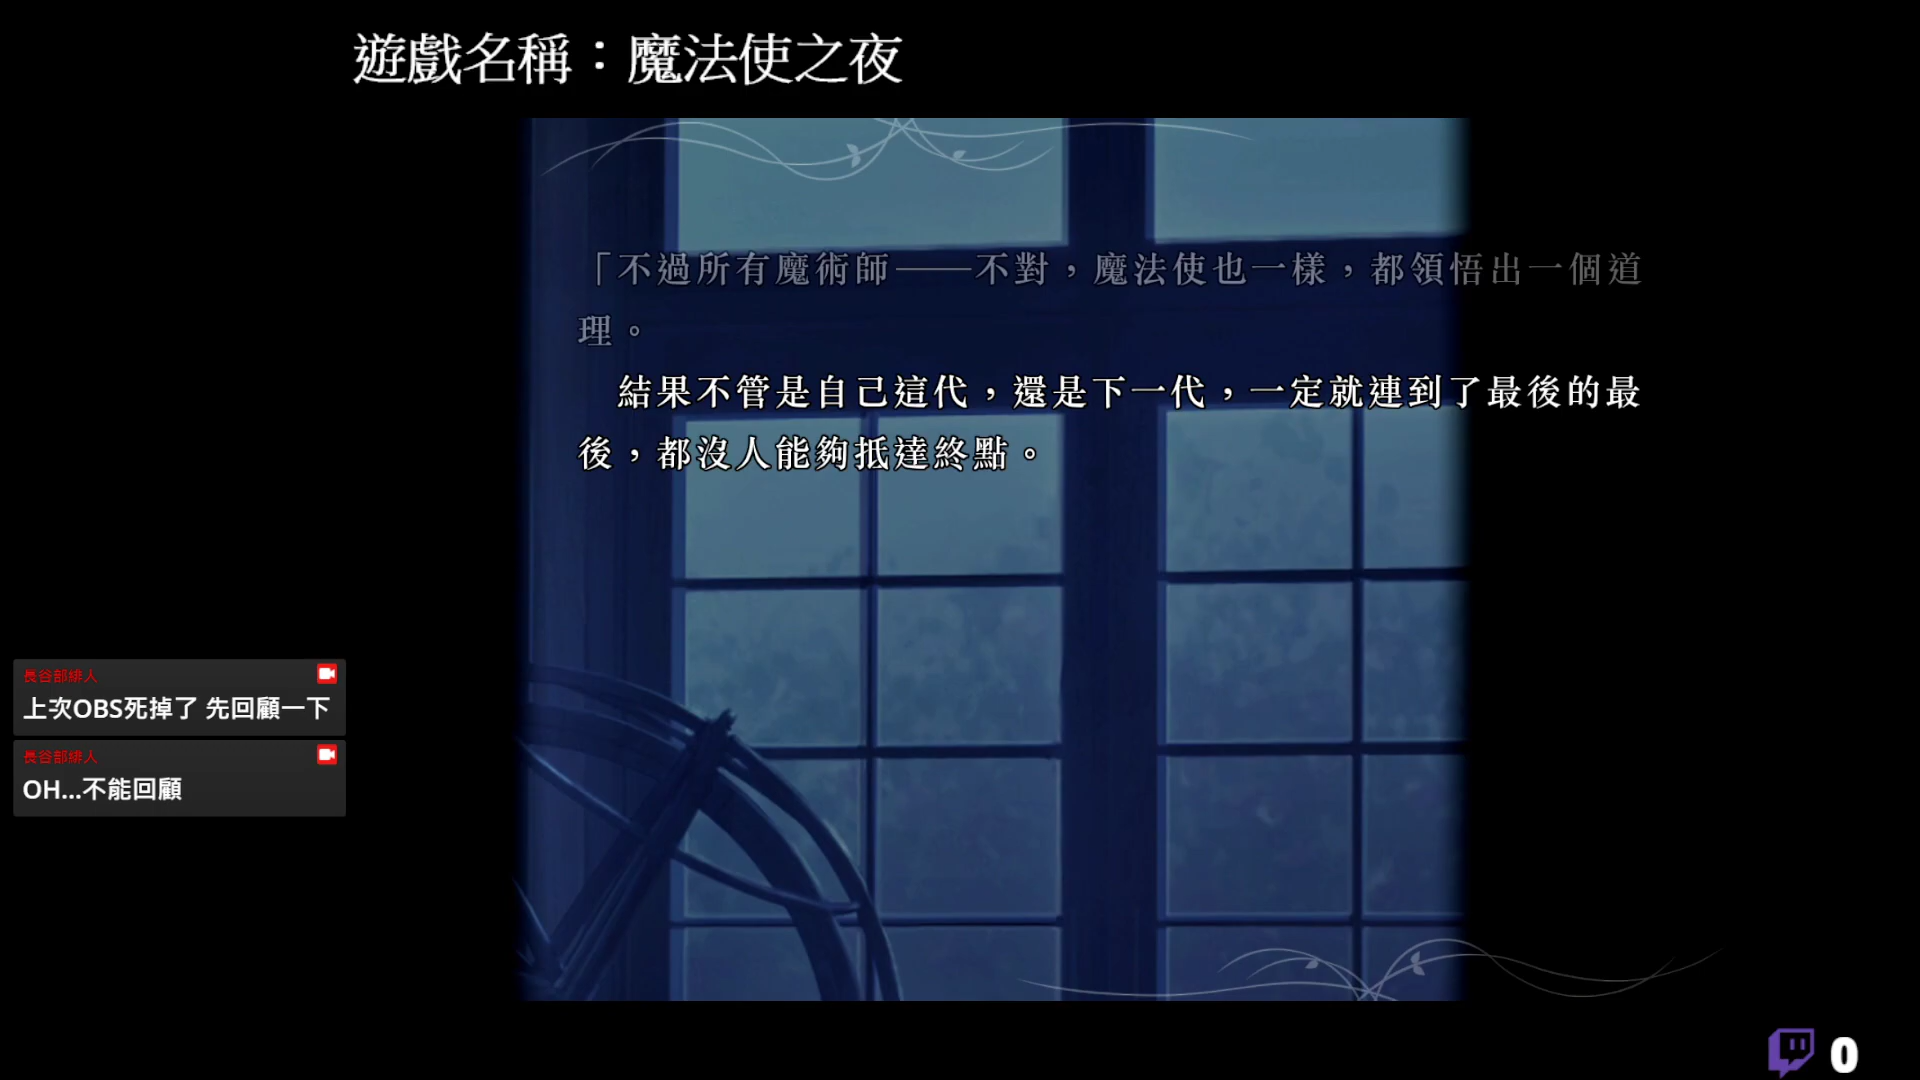 遊戲名稱：魔法使之夜
「不過所有魔術師——不對，魔法使也一樣，都領悟出一個道
理。
結果不管是自己這代，還是下一代，一定就連到了最後的最
後，都沒人能夠抵達終點。
長谷部緋人
上次OBS死掉了 先回顧一下
長谷部緋人
OH...不能回顧
0